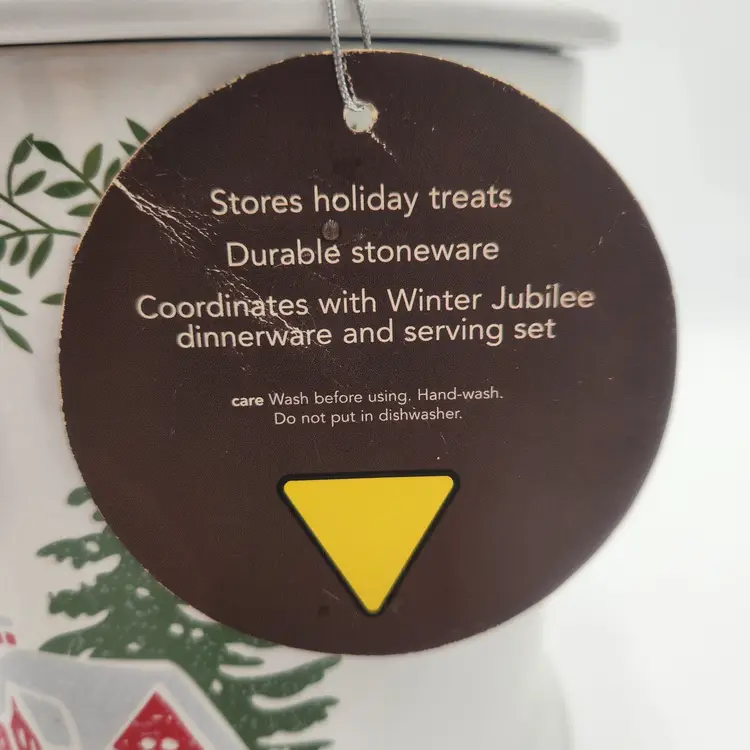 Stores holiday treats
Durable stoneware
Coordinates with Winter Jubilee
dinnerware and serving set
care Wash before using. Hand-wash.
Do not put in dishwasher.